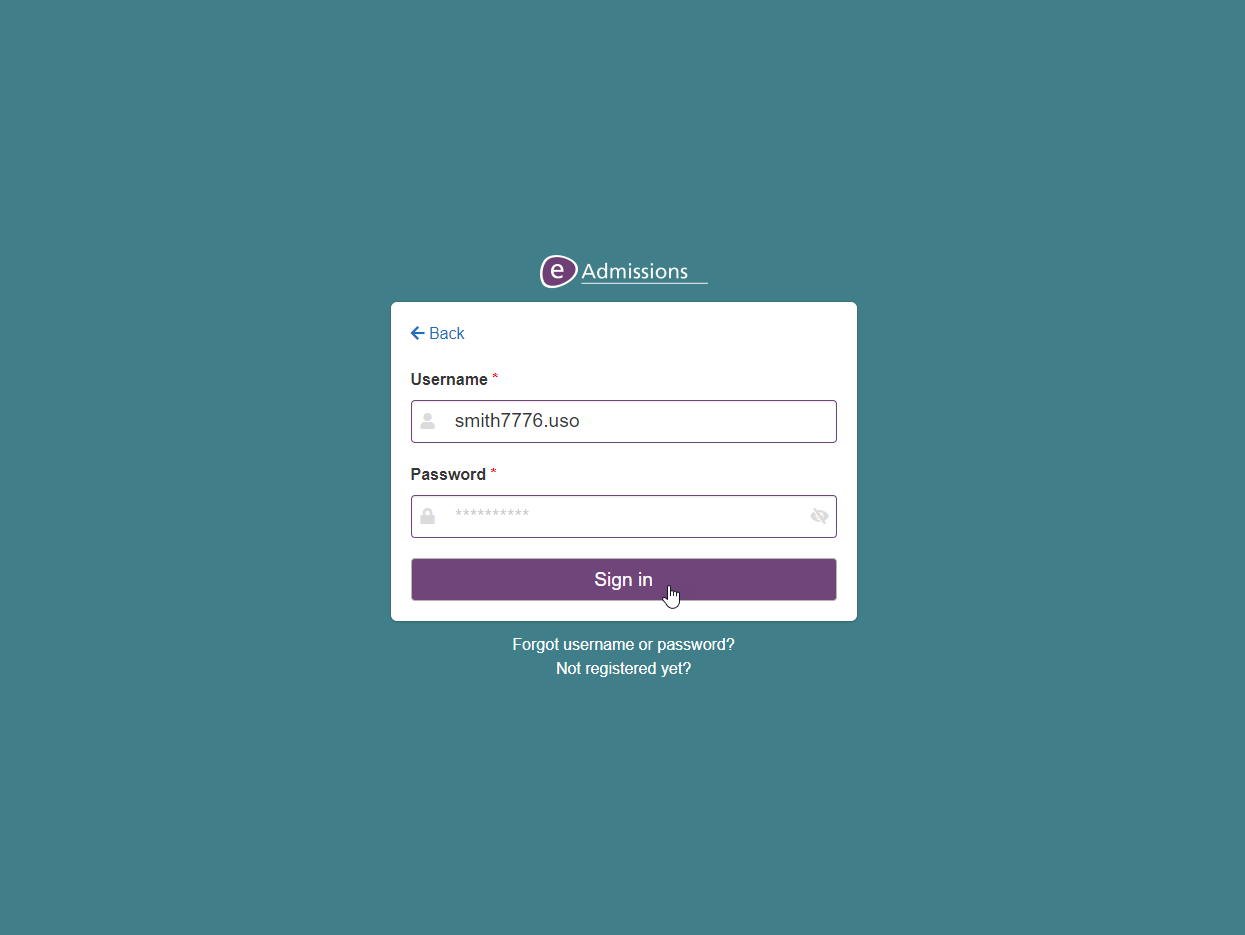 e Admissions
Back
Username *
smith7776.uso
Password *
**********
Sign in
Forgot username or password?
Not registered yet?